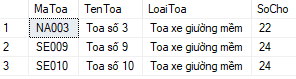 MaToa TenToa LoaiToa SoCho
1 NA003 Toa số 3 Toa xe giường mềm 22
2 SE009 Toa số 9 Toa xe giường mềm 24
3 SE010 Toa số 10 Toa xe giường mềm 24